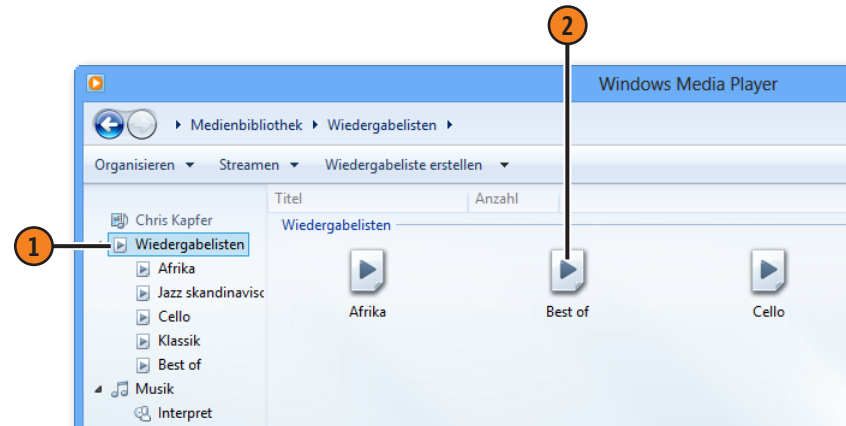 2
Windows Media Player
Medienbibliothek Wiedergabelisten
Organisieren Streamen Wiedergabeliste erstellen
Titel Anzahl
Chris Kapfer
Wiedergabelisten
1
Wiedergabelisten
Afrika
Jazz skandinavisc
Cello
Klassik
Best of
Musik
Interpret
Afrika Best of Cello